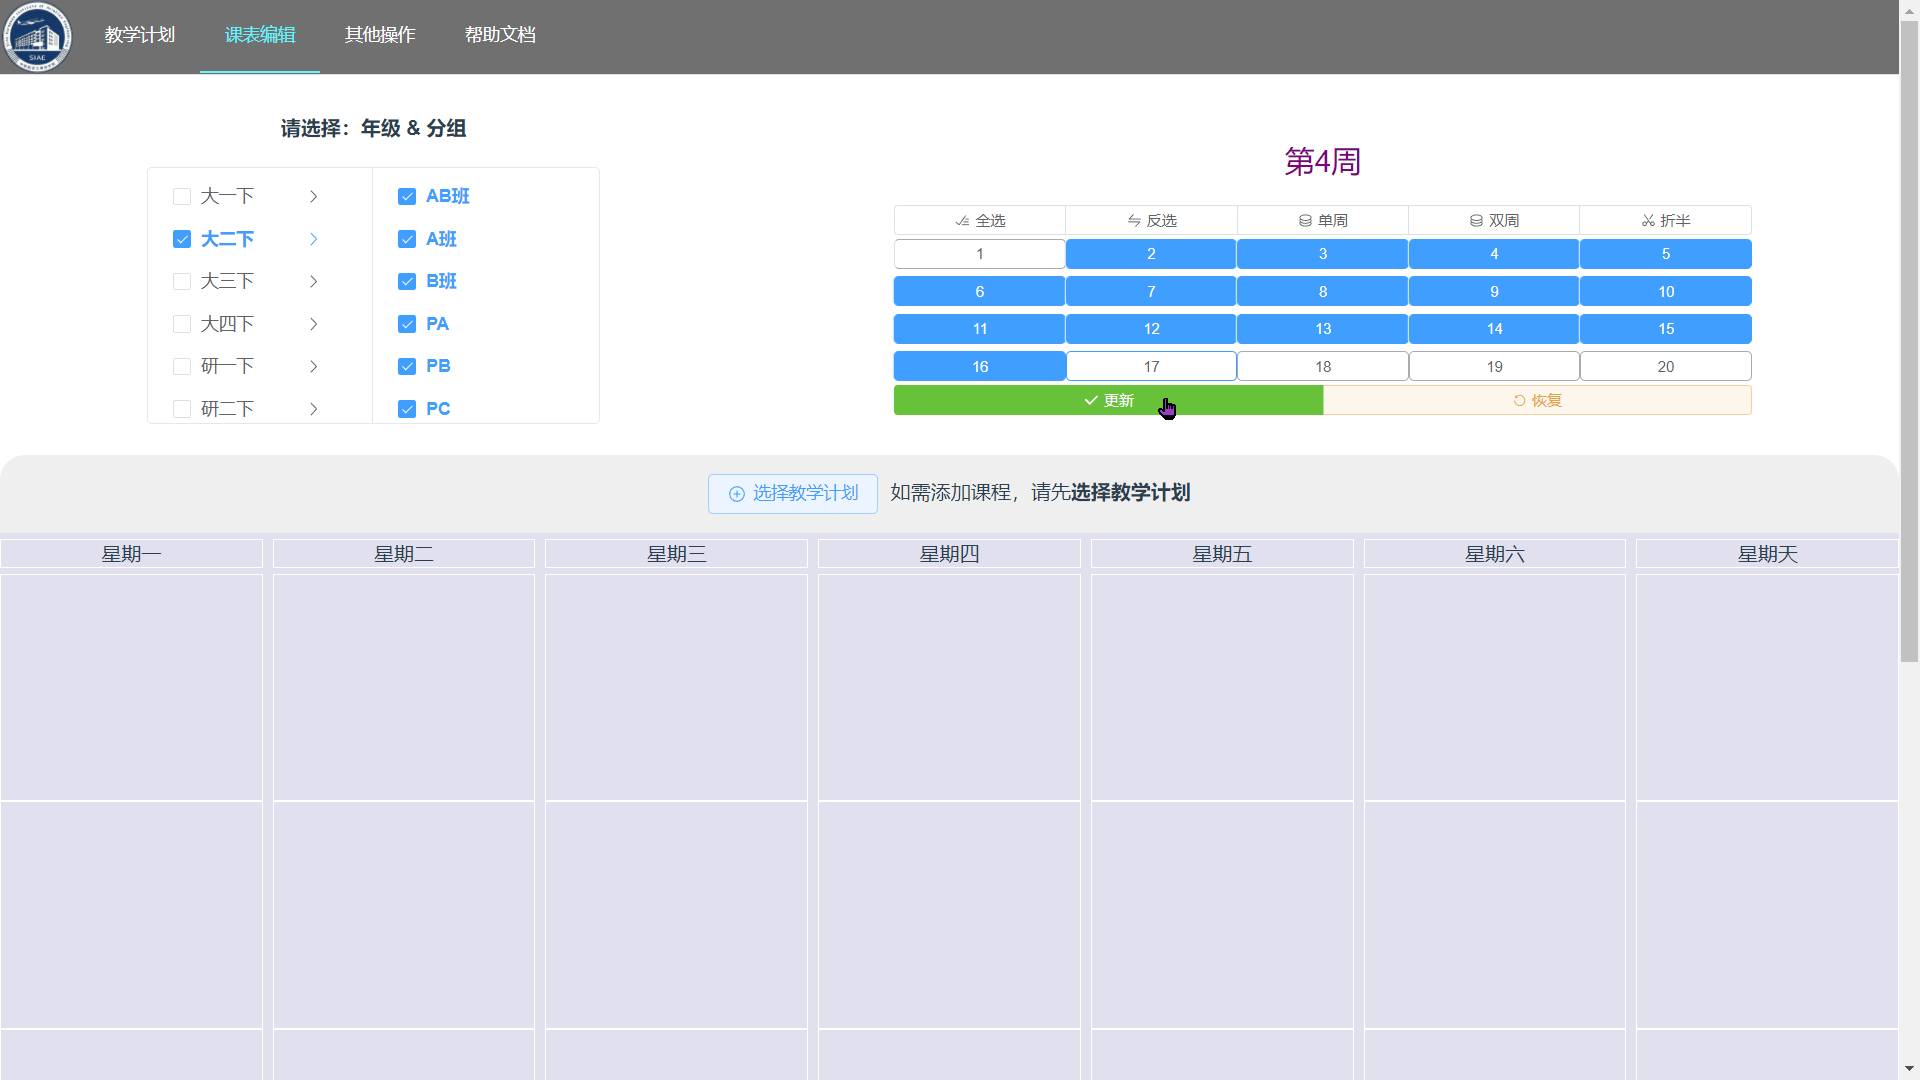 教学计划 课表编辑 其他操作 帮助文档
SIAE
请选择：年级 & 分组
大一下
大二下
大三下
大四下
研一下
研二下
AB班
A班
B班
PA
PB
PC
第4周
全选 反选 单周 双周 折半
1 2 3 4 5
6 7 8 9 10
11 12 13 14 15
16 17 18 19 20
更新 恢复
选择教学计划 如需添加课程，请先选择教学计划
星期一 星期二 星期三 星期四 星期五 星期六 星期天